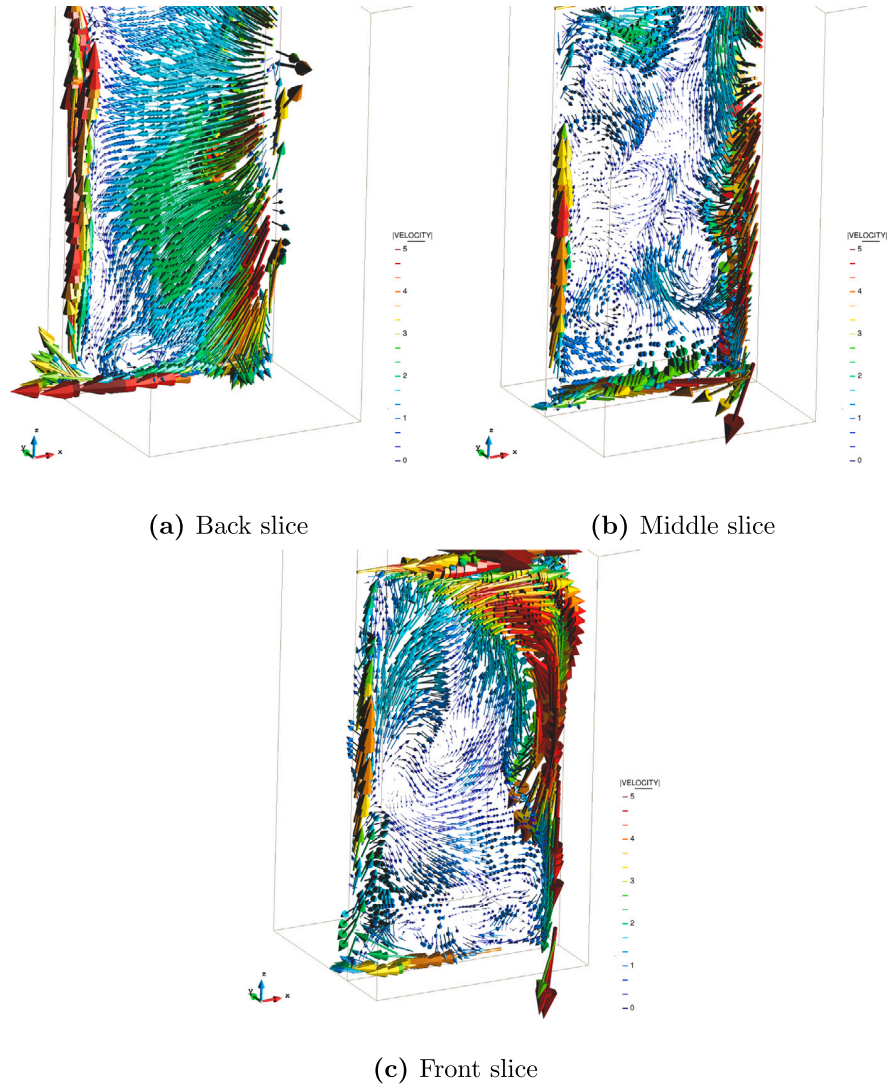 |VELOCITY|
5
4
3
2
1
0
z
y
x
(a) Back slice
|VELOCITY|
5
4
3
2
1
0
z
y
x
(b) Middle slice
|VELOCITY|
5
4
3
2
1
0
z
y
x
(c) Front slice